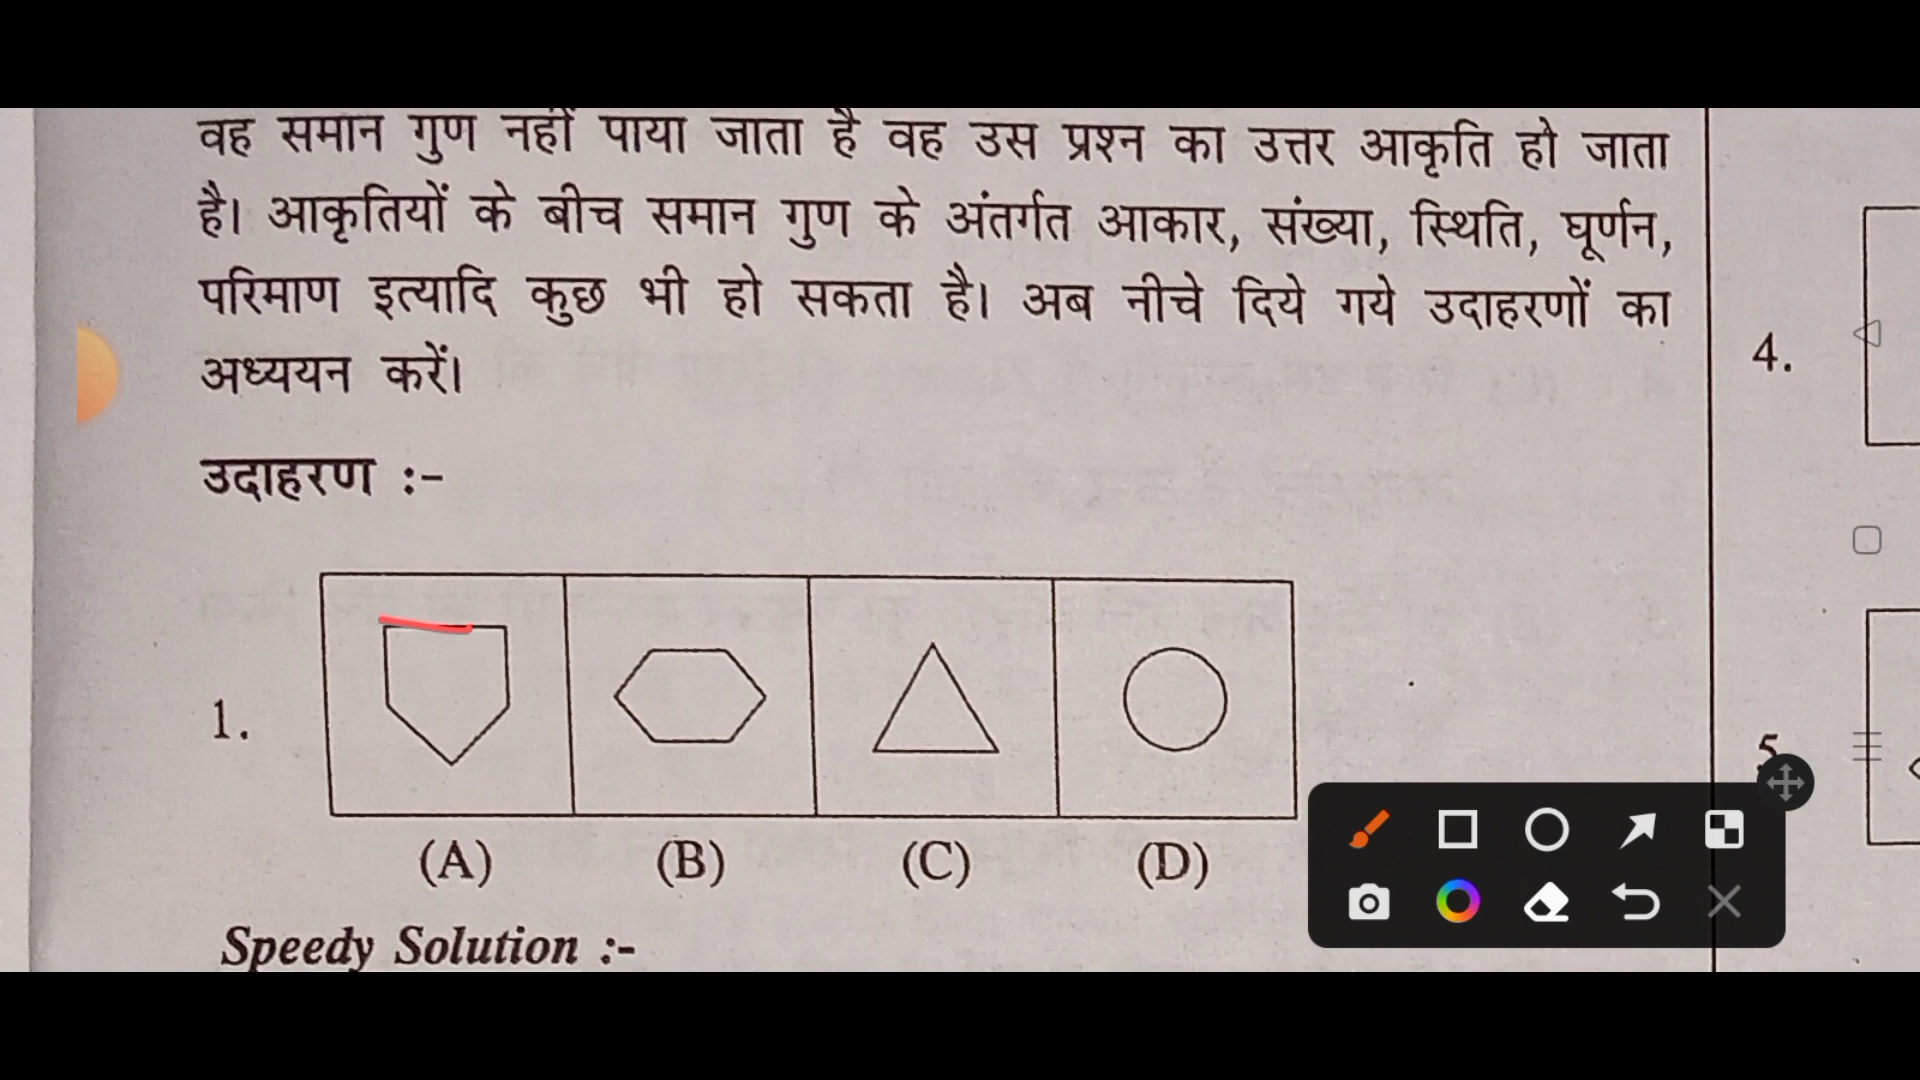 वह समान गुण नहीं पाया जाता है वह उस प्रश्न का उत्तर आकृति हो जाता
है। आकृतियों के बीच समान गुण के अंतर्गत आकार, संख्या, स्थिति, घूर्णन,
परिमाण इत्यादि कुछ भी हो सकता है। अब नीचे दिये गये उदाहरणों का
अध्ययन करें।
उदाहरण :-
1.
(A) (B) (C) (D)
Speedy Solution :-
4.
5